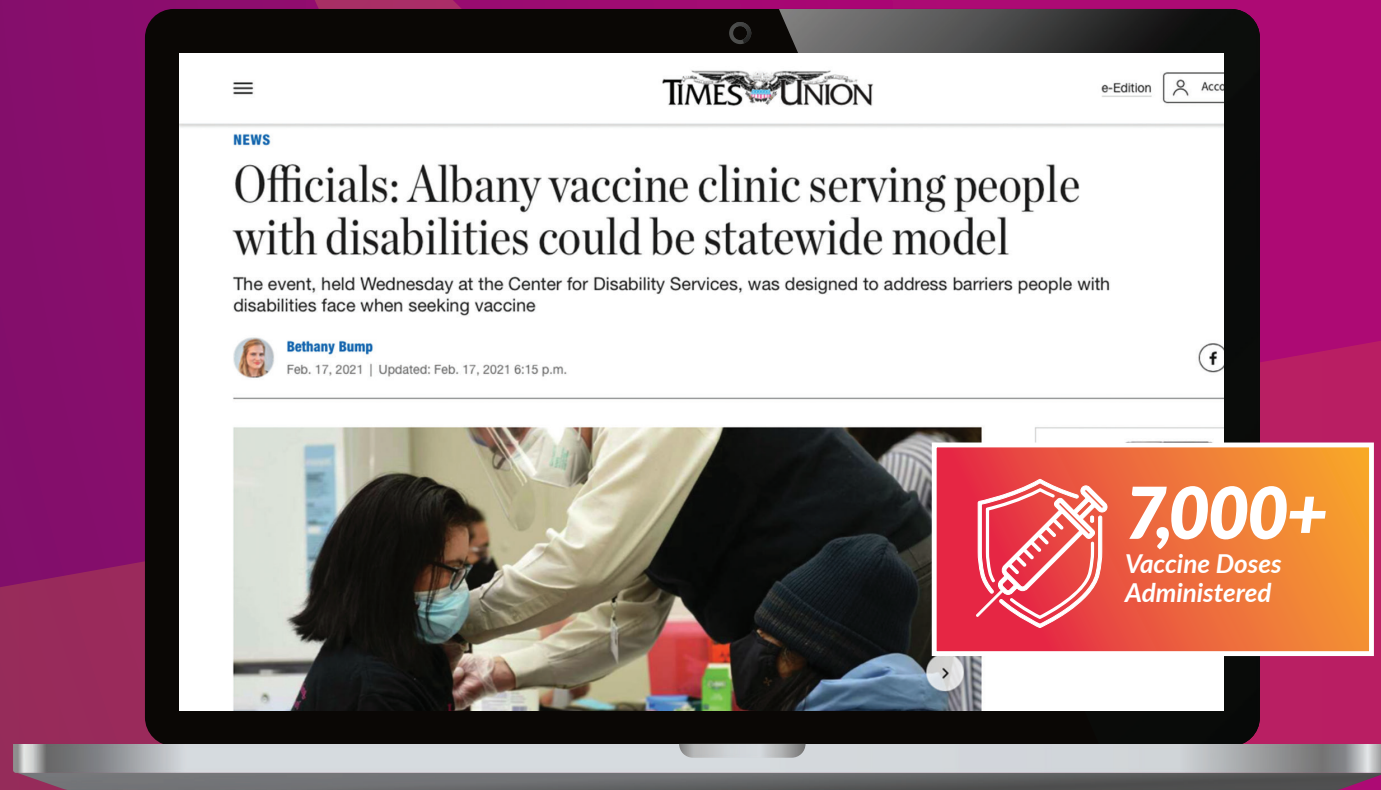 TIMES UNION
e-Edition
Acco
NEWS
Officials: Albany vaccine clinic serving people
with disabilities could be statewide model
The event, held Wednesday at the Center for Disability Services, was designed to address barriers people with
disabilities face when seeking vaccine
Bethany Bump
Feb. 17, 2021 | Updated: Feb. 17, 2021 6:15 p.m.
7,000+
Vaccine Doses
Administered